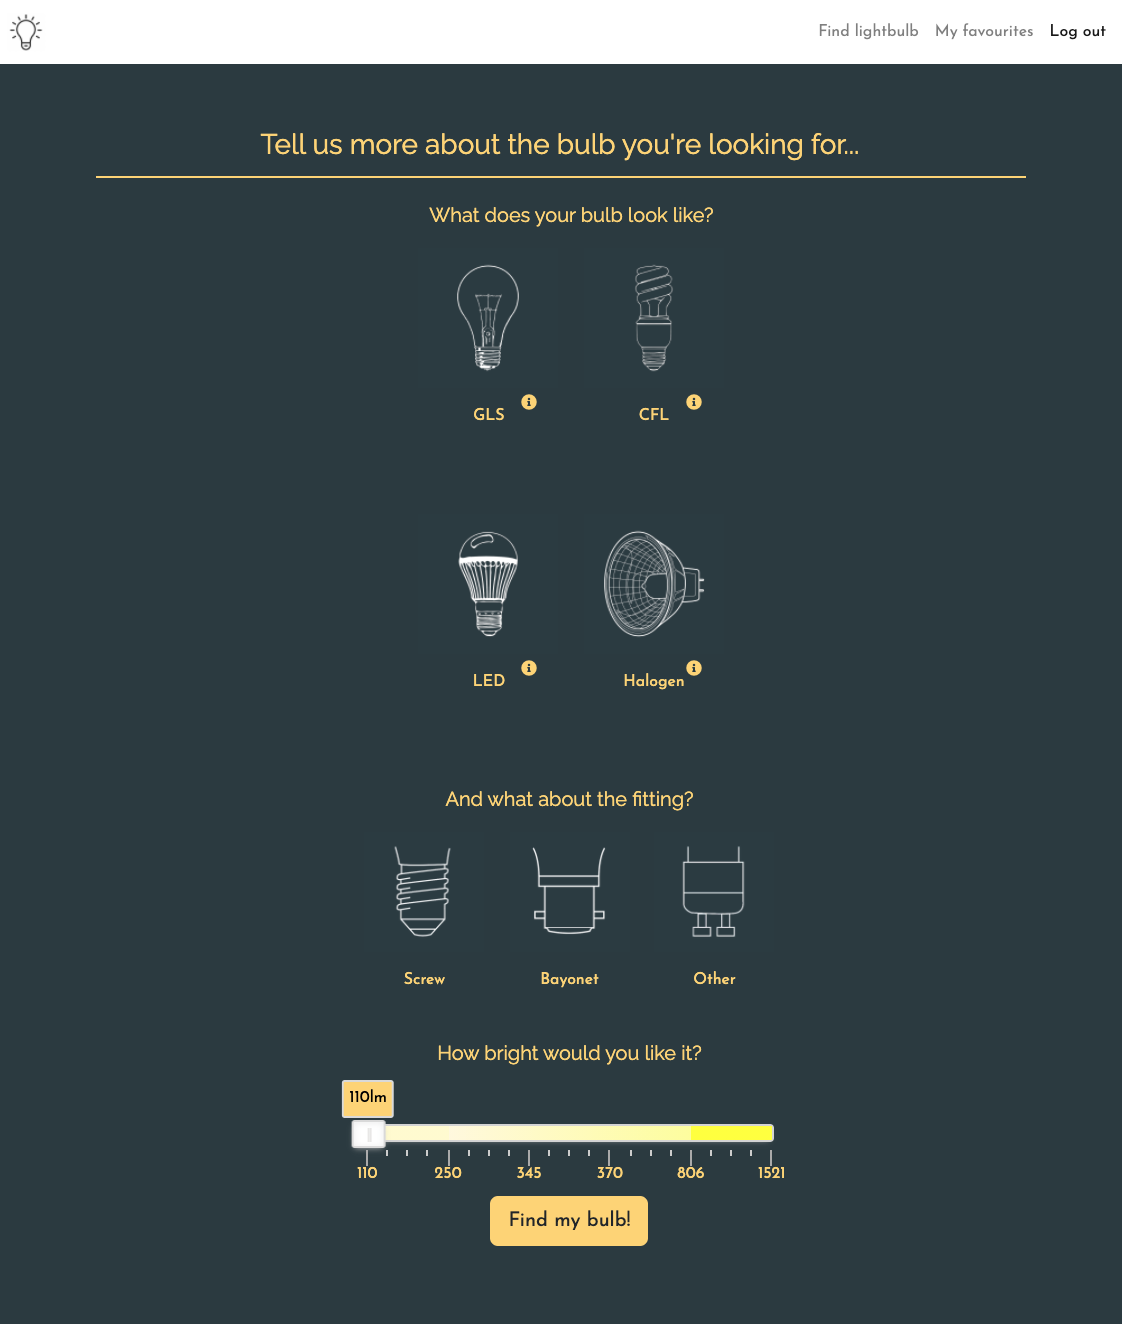 Find lightbulb My favourites Log out
Tell us more about the bulb you're looking for...
What does your bulb look like?
GLS CFL
LED Halogen
And what about the fitting?
Screw Bayonet Other
How bright would you like it?
110lm
110 250 345 370 806 1521
Find my bulb!